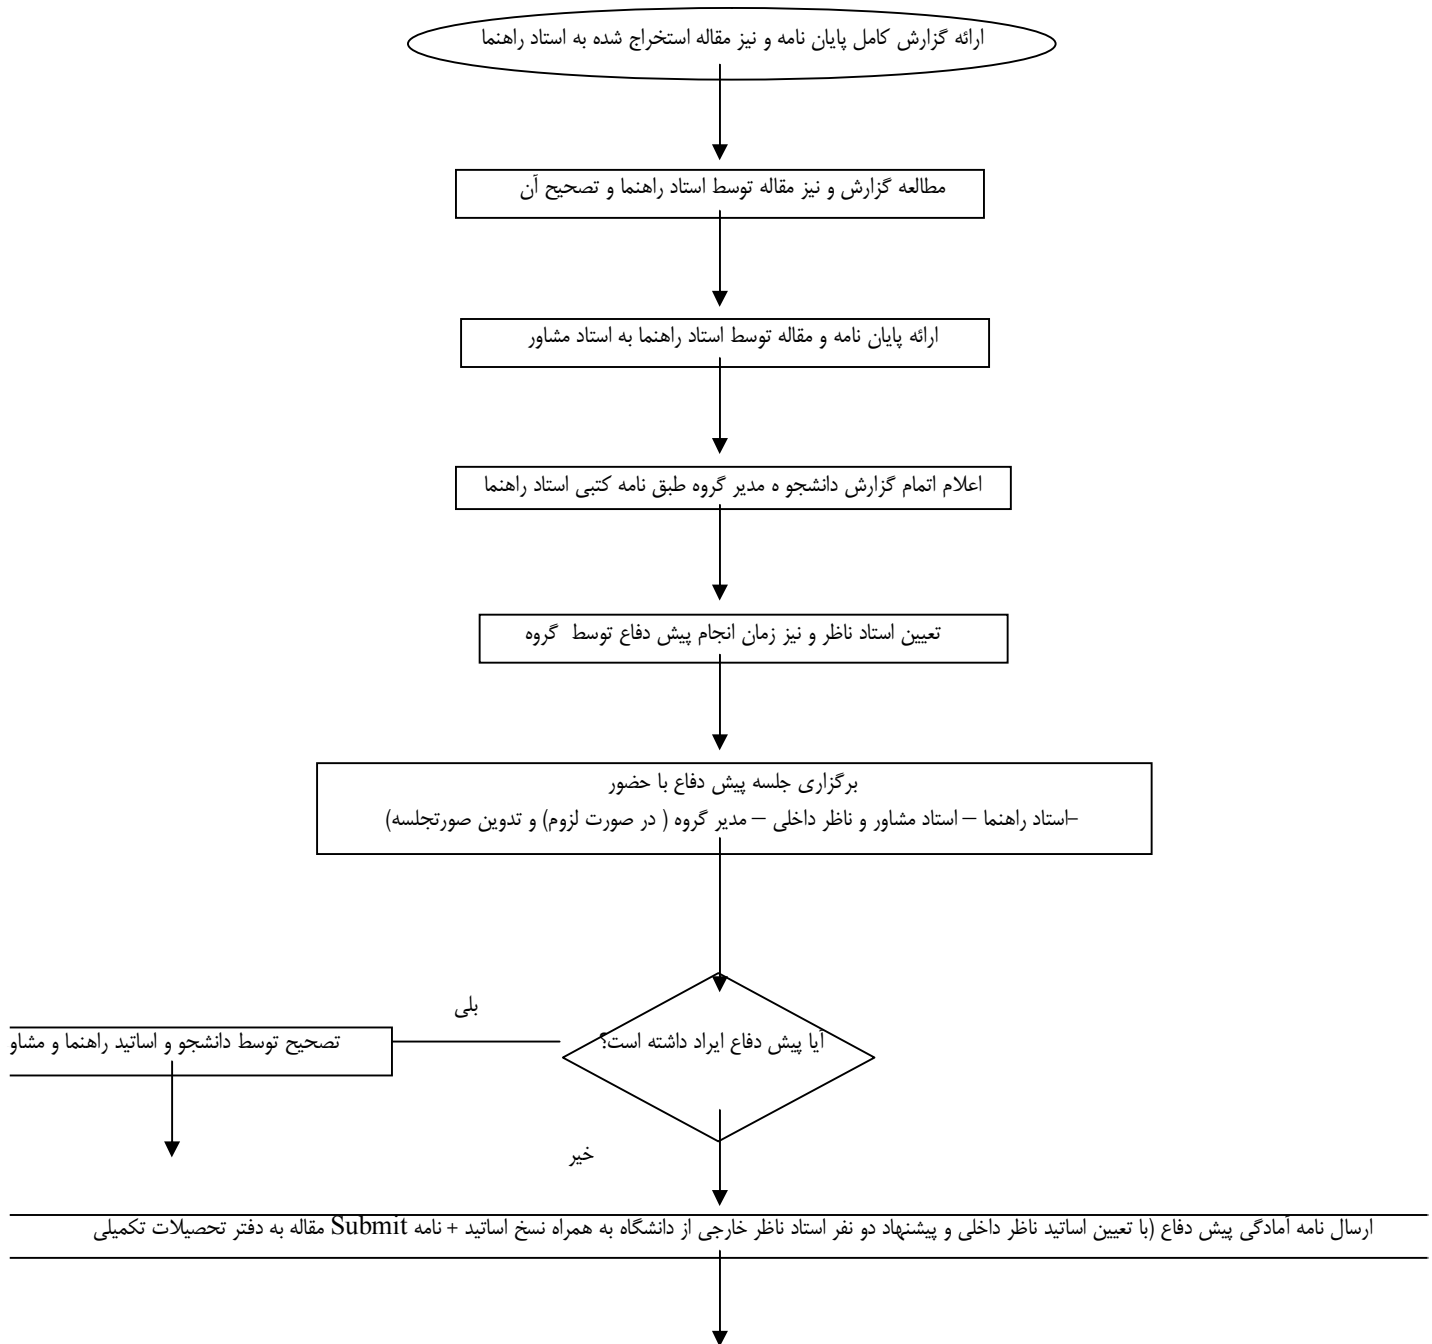 ارائه گزارش کامل پایان نامه و نیز مقاله استخراج شده به استاد راهنما
مطالعه گزارش و نیز مقاله توسط استاد راهنما و تصحیح آن
ارائه پایان نامه و مقاله توسط استاد راهنما به استاد مشاور
اعلام اتمام گزارش دانشجو ه مدیر گروه طبق نامه کتبی استاد راهنما
تعیین استاد ناظر و نیز زمان انجام پیش دفاع توسط گروه
برگزاری جلسه پیش دفاع با حضور
-استاد راهنما – استاد مشاور و ناظر داخلی – مدیر گروه ( در صورت لزوم) و تدوین صورتجلسه)
بلی
آیا پیش دفاع ایراد داشته است؟
تصحیح توسط دانشجو و اساتید راهنما و مشاو
خیر
ارسال نامه آمادگی پیش دفاع (با تعیین اساتید ناظر داخلی و پیشنهاد دو نفر استاد ناظر خارجی از دانشگاه به همراه نسخ اساتید + نامه Submit مقاله به دفتر تحصیلات تکمیلی